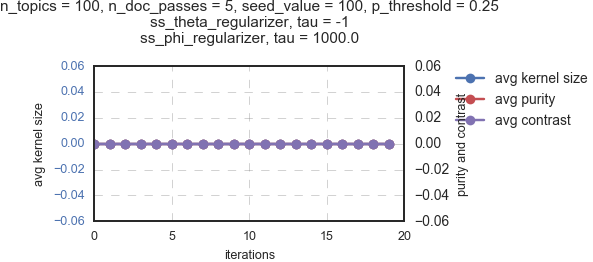 n_topics = 100, n_doc_passes = 5, seed_value = 100, p_threshold = 0.25
ss_theta_regularizer, tau = -1
ss_phi_regularizer, tau = 1000.0
0.06
0.04
0.02
0.00
−0.02
−0.04
−0.06
avg kernel size
0
5
10
15
20
iterations
0.06
0.04
0.02
0.00
−0.02
−0.04
−0.06
purity and contrast
avg kernel size
avg purity
avg contrast